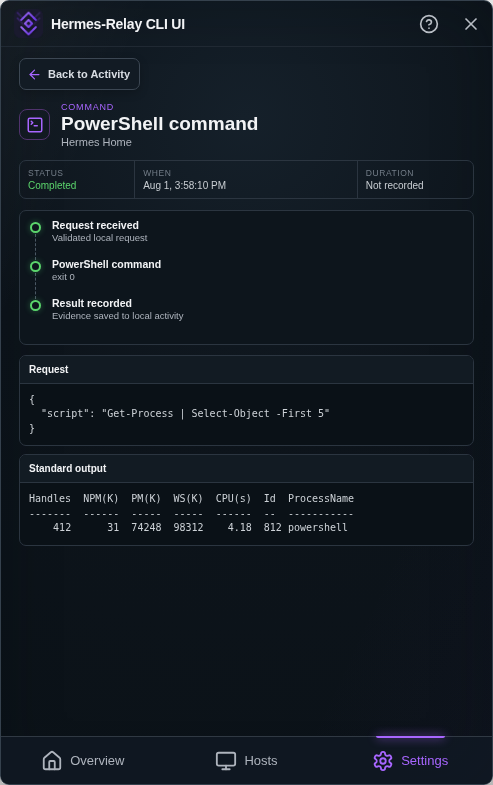 Hermes-Relay CLI UI
Back to Activity
COMMAND
PowerShell command
Hermes Home
STATUS
Completed
WHEN
Aug 1, 3:58:10 PM
DURATION
Not recorded
Request received
Validated local request
PowerShell command
exit 0
Result recorded
Evidence saved to local activity
Request
{
  "script": "Get-Process | Select-Object -First 5"
}
Standard output
Handles  NPM(K)  PM(K)  WS(K)  CPU(s)  Id  ProcessName
-------  ------  -----  -----  ------  --  -----------
    412      31  74248  98312    4.18  812 powershell
Overview
Hosts
Settings